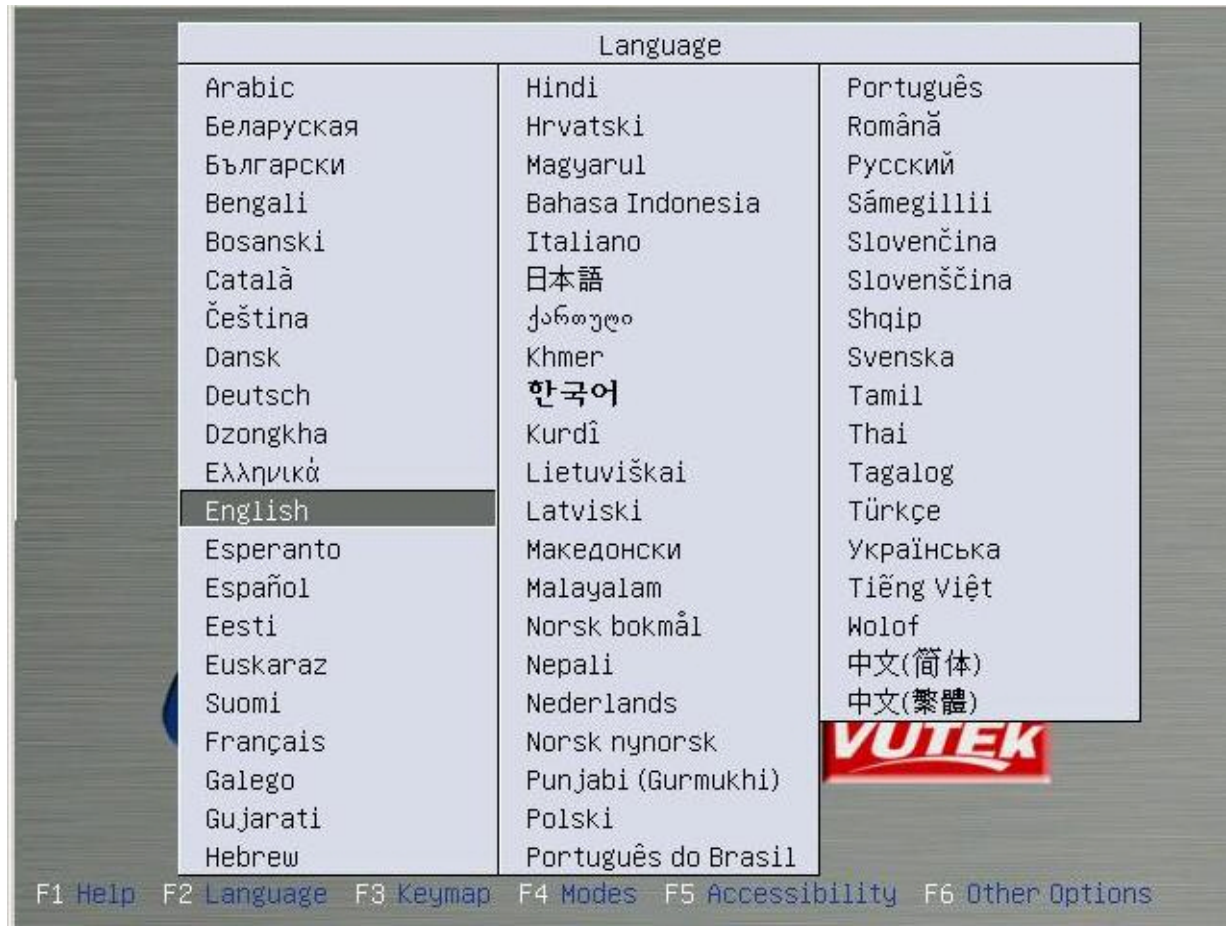 Language
Arabic
Беларуская
Български
Bengali
Bosanski
Català
Čeština
Dansk
Deutsch
Dzongkha
Ελληνικά
English
Esperanto
Español
Eesti
Euskaraz
Suomi
Français
Galego
Gujarati
Hebrew
Hindi
Hrvatski
Magyarul
Bahasa Indonesia
Italiano
日本語
ქართული
Khmer
한국어
Kurdî
Lietuviškai
Latviski
Македонски
Malayalam
Norsk bokmål
Nepali
Nederlands
Norsk nynorsk
Punjabi (Gurmukhi)
Polski
Português do Brasil
Português
Română
Русский
Sámegillii
Slovenčina
Slovenščina
Shqip
Svenska
Tamil
Thai
Tagalog
Türkçe
Українська
Tiếng Việt
Wolof
中文(简体)
中文(繁體)
VUTEK
F1 Help F2 Language F3 Keymap F4 Modes F5 Accessibility F6 Other Options